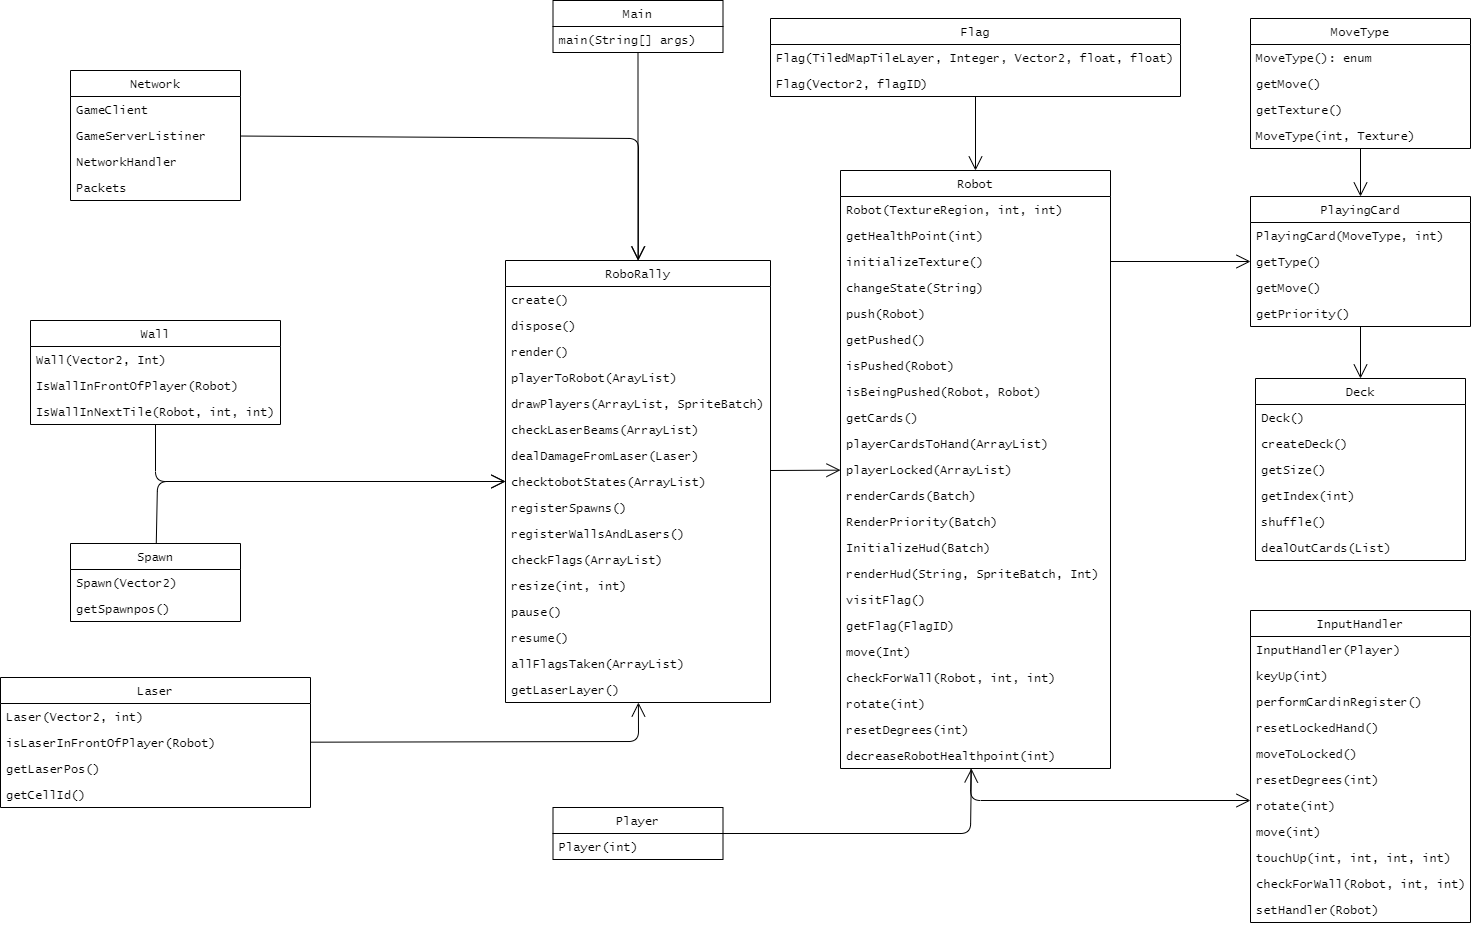 Main
main(String[] args)
Flag
Flag(TiledMapTileLayer, Integer, Vector2, float, float)
Flag(Vector2, flagID)
MoveType
MoveType(): enum
getMove()
getTexture()
MoveType(int, Texture)
Network
GameClient
GameServerListiner
NetworkHandler
Packets
Robot
Robot(TextureRegion, int, int)
getHealthPoint(int)
initializeTexture()
changeState(String)
push(Robot)
getPushed()
isPushed(Robot)
isBeingPushed(Robot, Robot)
getCards()
playerCardsToHand(ArrayList)
playerLocked(ArrayList)
renderCards(Batch)
RenderPriority(Batch)
InitializeHud(Batch)
renderHud(String, SpriteBatch, Int)
visitFlag()
getFlag(FlagID)
move(Int)
checkForWall(Robot, int, int)
rotate(int)
resetDegrees(int)
decreaseRobotHealthpoint(int)
PlayingCard
PlayingCard(MoveType, int)
getType()
getMove()
getPriority()
RoboRally
create()
dispose()
render()
playerToRobot(ArayList)
drawPlayers(ArrayList, SpriteBatch)
checkLaserBeams(ArrayList)
dealDamageFromLaser(Laser)
checktobotStates(ArrayList)
registerSpawns()
registerWallsAndLasers()
checkFlags(ArrayList)
resize(int, int)
pause()
resume()
allFlagsTaken(ArrayList)
getLaserLayer()
Wall
Wall(Vector2, Int)
IsWallInFrontOfPlayer(Robot)
IsWallInNextTile(Robot, int, int)
Deck
Deck()
createDeck()
getSize()
getIndex(int)
shuffle()
dealOutCards(List)
Spawn
Spawn(Vector2)
getSpawnpos()
InputHandler
InputHandler(Player)
keyUp(int)
performCardinRegister()
resetLockedHand()
moveToLocked()
resetDegrees(int)
rotate(int)
move(int)
touchUp(int, int, int, int)
checkForWall(Robot, int, int)
setHandler(Robot)
Laser
Laser(Vector2, int)
isLaserInFrontOfPlayer(Robot)
getLaserPos()
getCellId()
Player
Player(int)